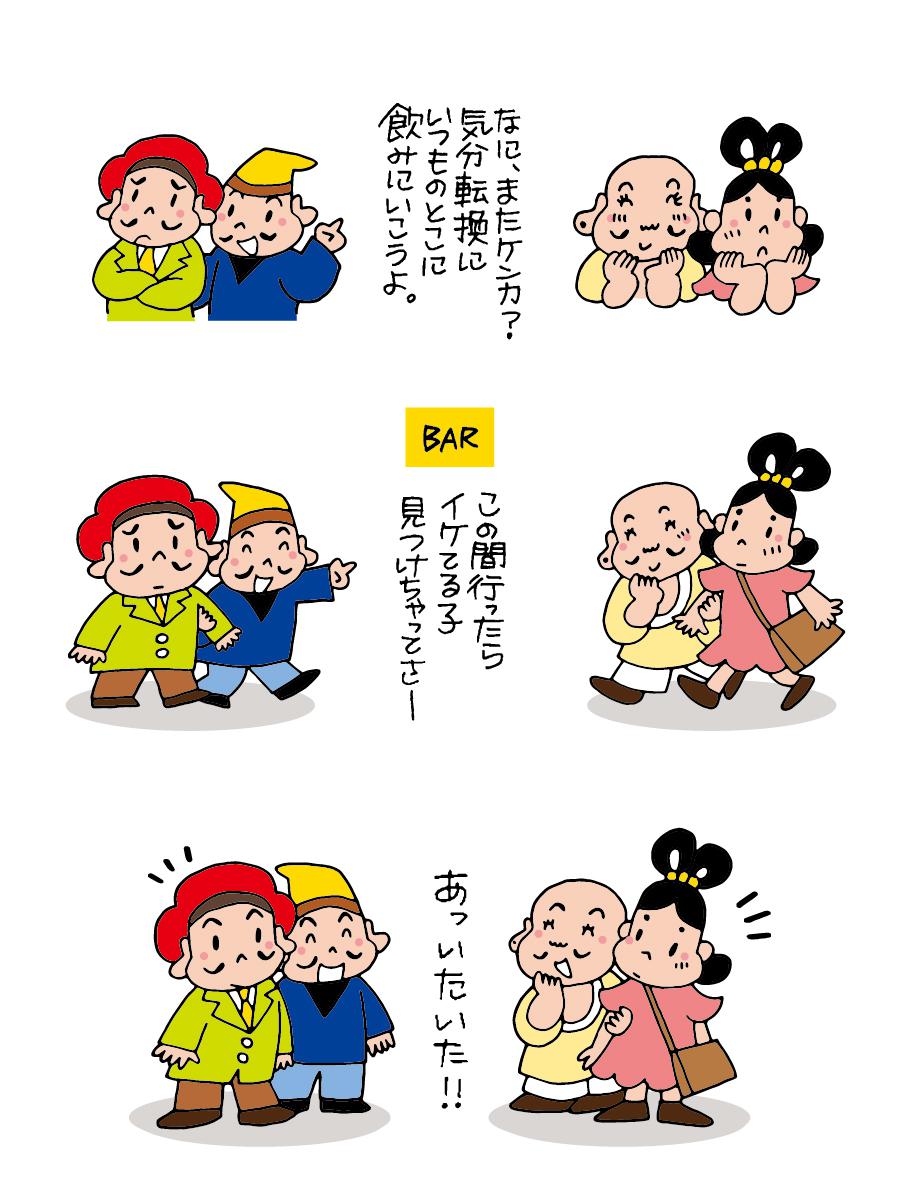 なに、またケンカ?
気分転換に
いつものとこに
飲みにいこうよ。
BAR
この間行ったら
イケてる子
見つけちゃってさー
あっいたいた!!